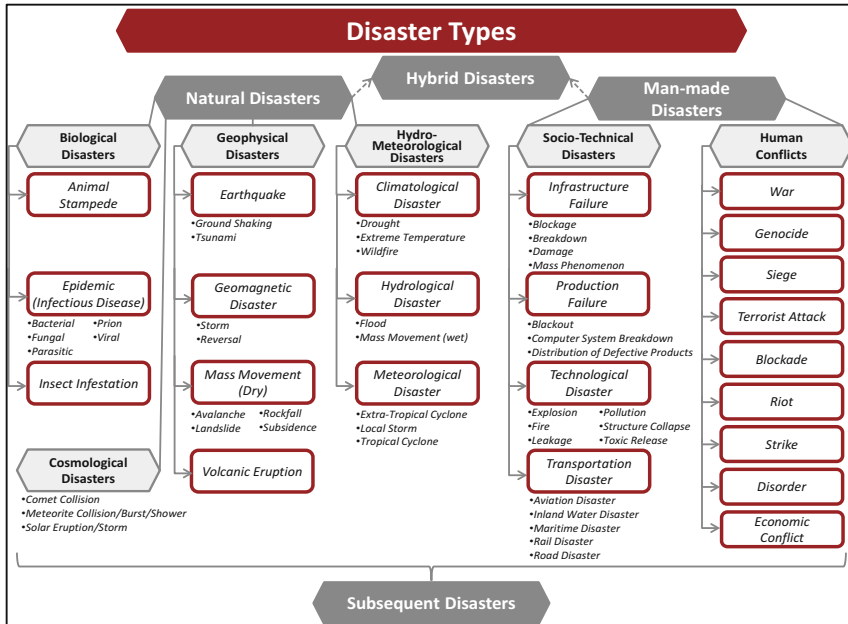 Disaster Types
Hybrid Disasters
Natural Disasters
Man-made
Disasters
Biological
Disasters
Animal
Stampede
Epidemic
(Infectious Disease)
•Bacterial •Prion
•Fungal •Viral
•Parasitic
Insect Infestation
Cosmological
Disasters
•Comet Collision
•Meteorite Collision/Burst/Shower
•Solar Eruption/Storm
Geophysical
Disasters
Earthquake
•Ground Shaking
•Tsunami
Geomagnetic
Disaster
•Storm
•Reversal
Mass Movement
(Dry)
•Avalanche •Rockfall
•Landslide •Subsidence
Volcanic Eruption
Hydro-
Meteorological
Disasters
Climatological
Disaster
•Drought
•Extreme Temperature
•Wildfire
Hydrological
Disaster
•Flood
•Mass Movement (wet)
Meteorological
Disaster
•Extra-Tropical Cyclone
•Local Storm
•Tropical Cyclone
Socio-Technical
Disasters
Infrastructure
Failure
•Blockage
•Breakdown
•Damage
•Mass Phenomenon
Production
Failure
•Blackout
•Computer System Breakdown
•Distribution of Defective Products
Technological
Disaster
•Explosion •Pollution
•Fire •Structure Collapse
•Leakage •Toxic Release
Transportation
Disaster
•Aviation Disaster
•Inland Water Disaster
•Maritime Disaster
•Rail Disaster
•Road Disaster
Human
Conflicts
War
Genocide
Siege
Terrorist Attack
Blockade
Riot
Strike
Disorder
Economic
Conflict
Subsequent Disasters